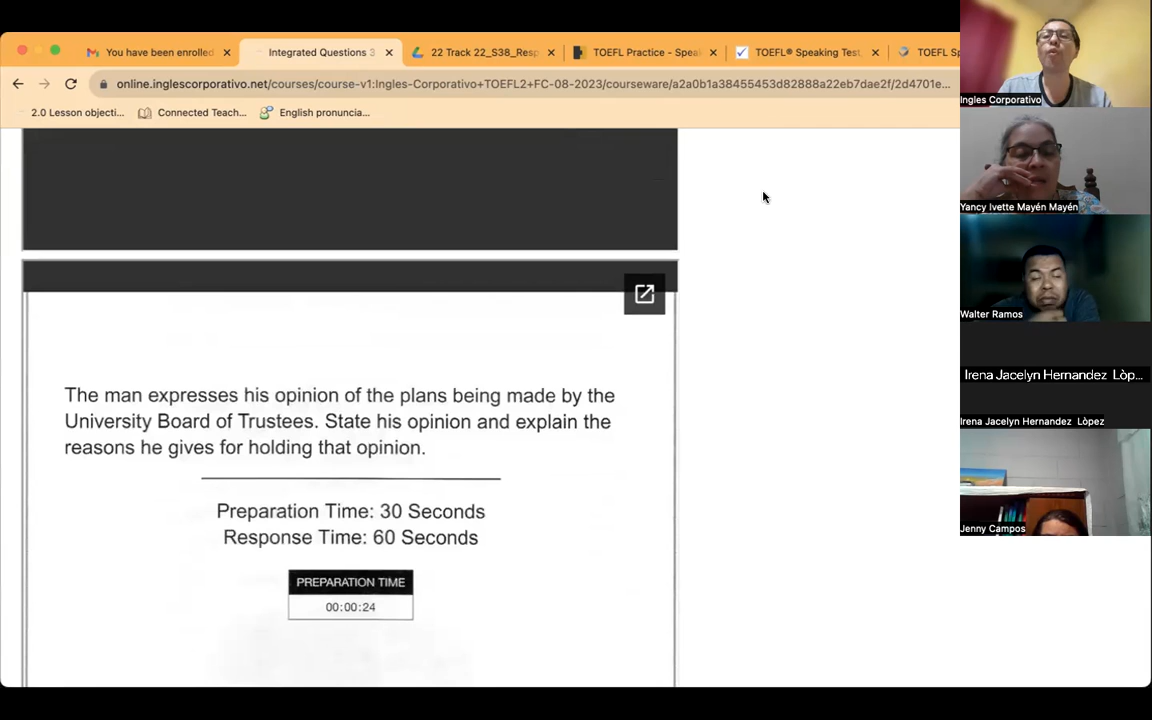 You have been enrolled
Integrated Questions 3
22 Track 22_S38_Resp
TOEFL Practice - Spea
TOEFL® Speaking Test,
TOEFL Sp
online.inglescorporativo.net/courses/course-v1:Ingles-Corporativo+TOEFL2+FC-08-2023/courseware/a2a0b1a38455453d82888a22eb7dae2f/2d4701e...
2.0 Lesson objecti...
Connected Teach...
English pronuncia...
The man expresses his opinion of the plans being made by the
University Board of Trustees. State his opinion and explain the
reasons he gives for holding that opinion.
Preparation Time: 30 Seconds
Response Time: 60 Seconds
PREPARATION TIME
00:00:24
Ingles Corporativo
Yancy Ivette Mayén Mayén
Walter Ramos
Irena Jacelyn Hernandez Lòp...
Irena Jacelyn Hernandez Lòpez
Jenny Campos